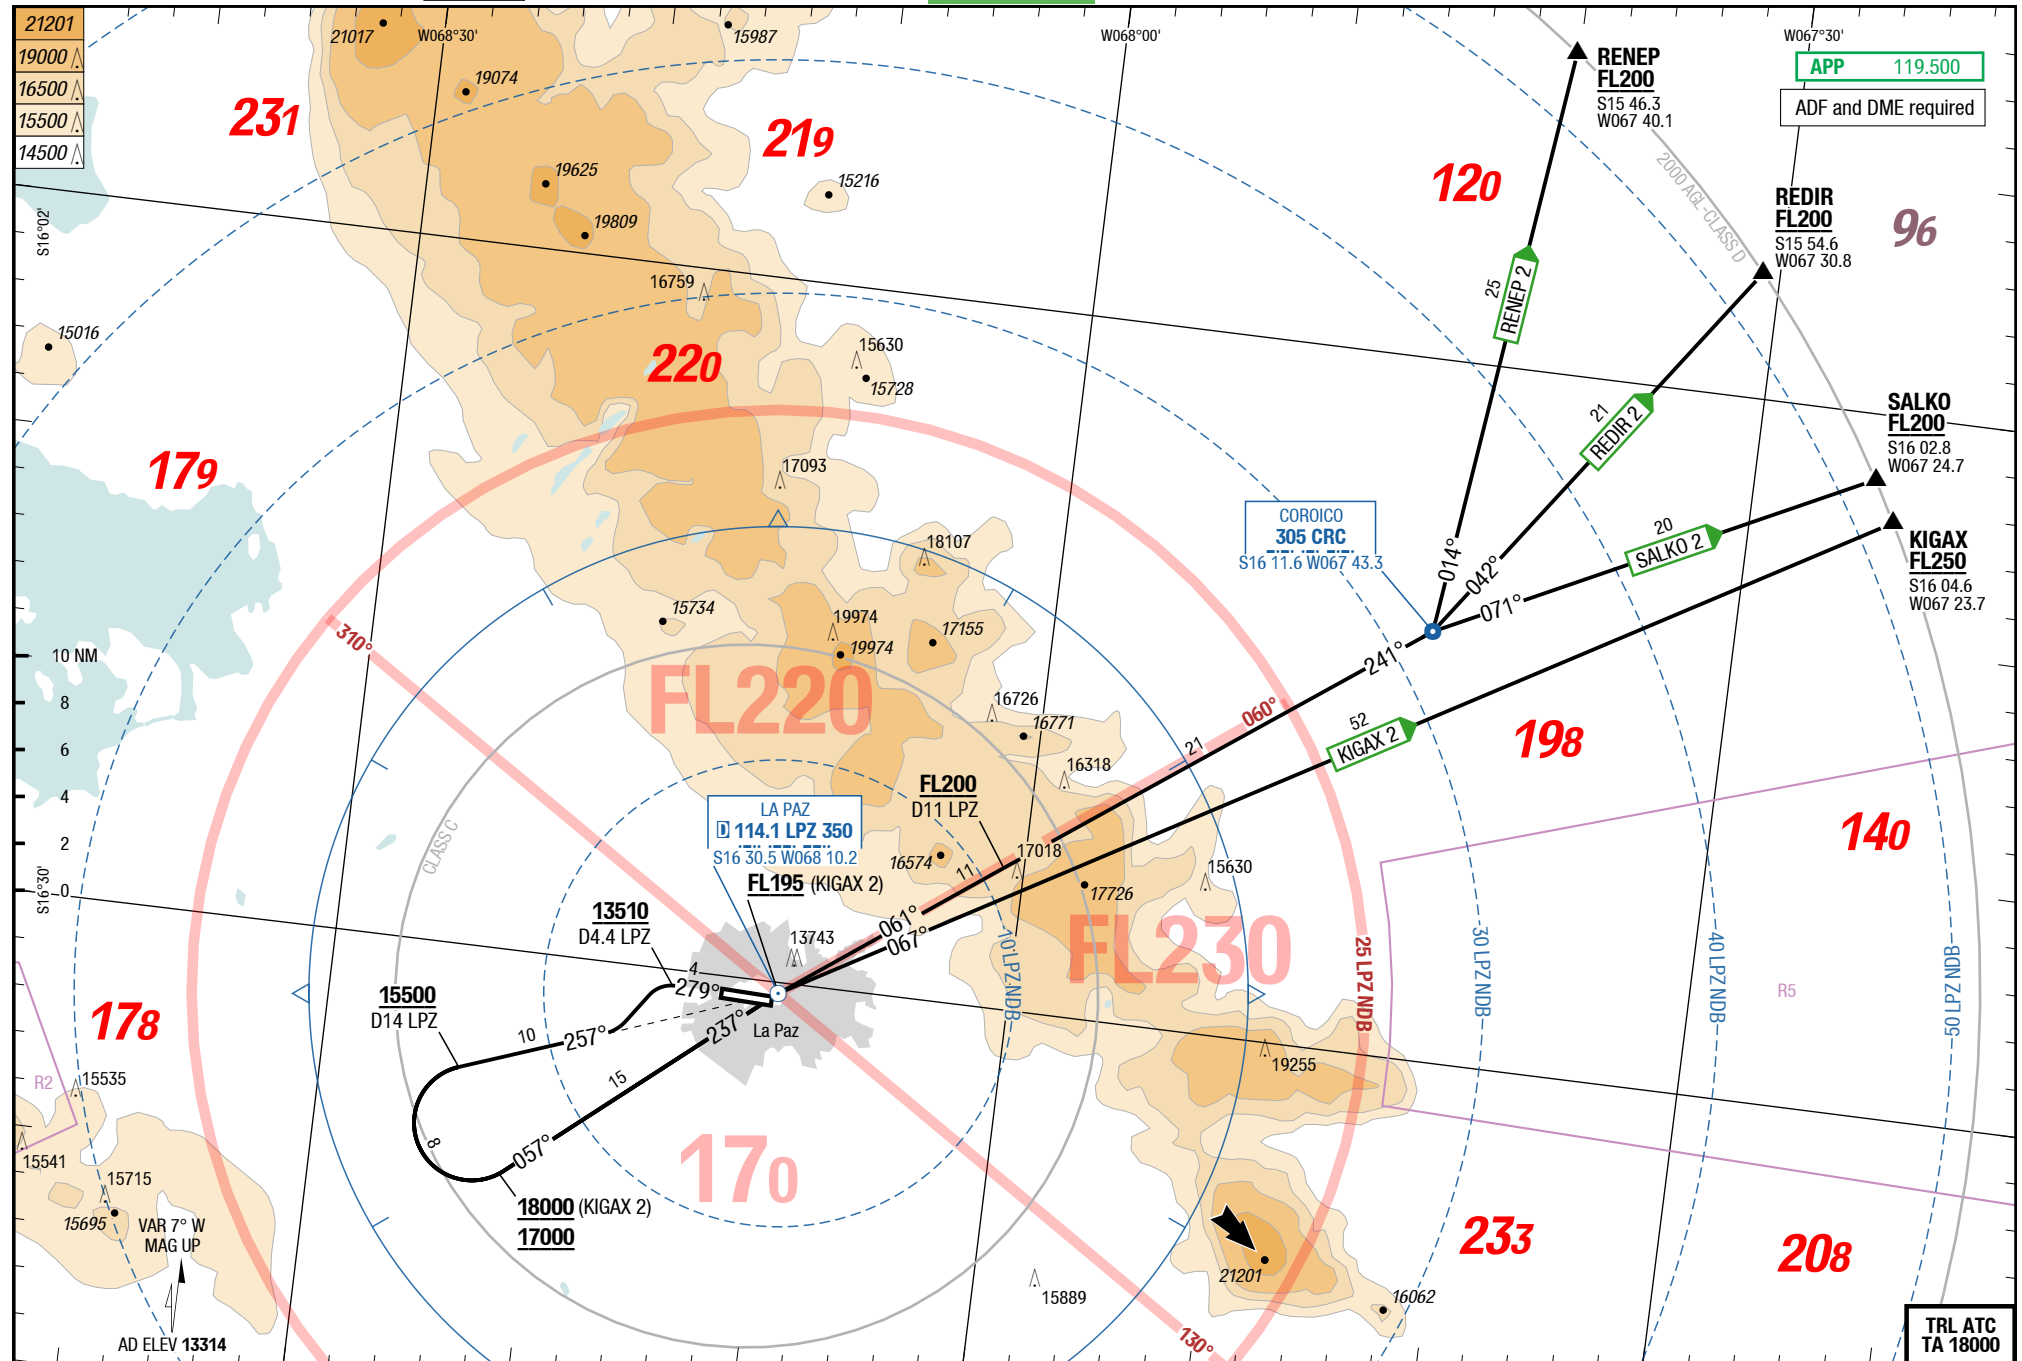 21201
19000
16500
15500
14500
21017
W068°30'
15987
W068°00'
W067°30'
RENEP
FL200
S15 46.3
W067 40.1
APP 119.500
ADF and DME required
19074
231
219
120
2000 AGL-CLASS D
REDIR
FL200
S15 54.6
W067 30.8
96
19625
15216
19809
S16°02'
16759
25
RENEP 2
15016
220
15630
15728
21
REDIR 2
SALKO
FL200
S16 02.8
W067 24.7
179
17093
COROICO
305 CRC
S16 11.6 W067 43.3
18107
014°
042°
071°
20
SALKO 2
KIGAX
FL250
S16 04.6
W067 23.7
15734
19974
19974
17155
310°
FL220
241°
10 NM
8
6
4
2
0
S16°30'
16726
16771
060°
21
52
KIGAX 2
198
16318
FL200
D11 LPZ
CLASS C
LA PAZ
D 114.1 LPZ 350
S16 30.5 W068 10.2
FL195 (KIGAX 2)
16574
11
17018
17726
15630
140
061°
067°
13510
D4.4 LPZ
13743
10 LPZ NDB
FL230
25 LPZ NDB
30 LPZ NDB
40 LPZ NDB
50 LPZ NDB
R5
4
279°
15500
D14 LPZ
178
10
257°
237°
La Paz
19255
R2
15535
15
8
057°
170
15541
15715
15695
18000 (KIGAX 2)
17000
VAR 7° W
MAG UP
21201
233
208
15889
16062
130°
AD ELEV 13314
TRL ATC
TA 18000